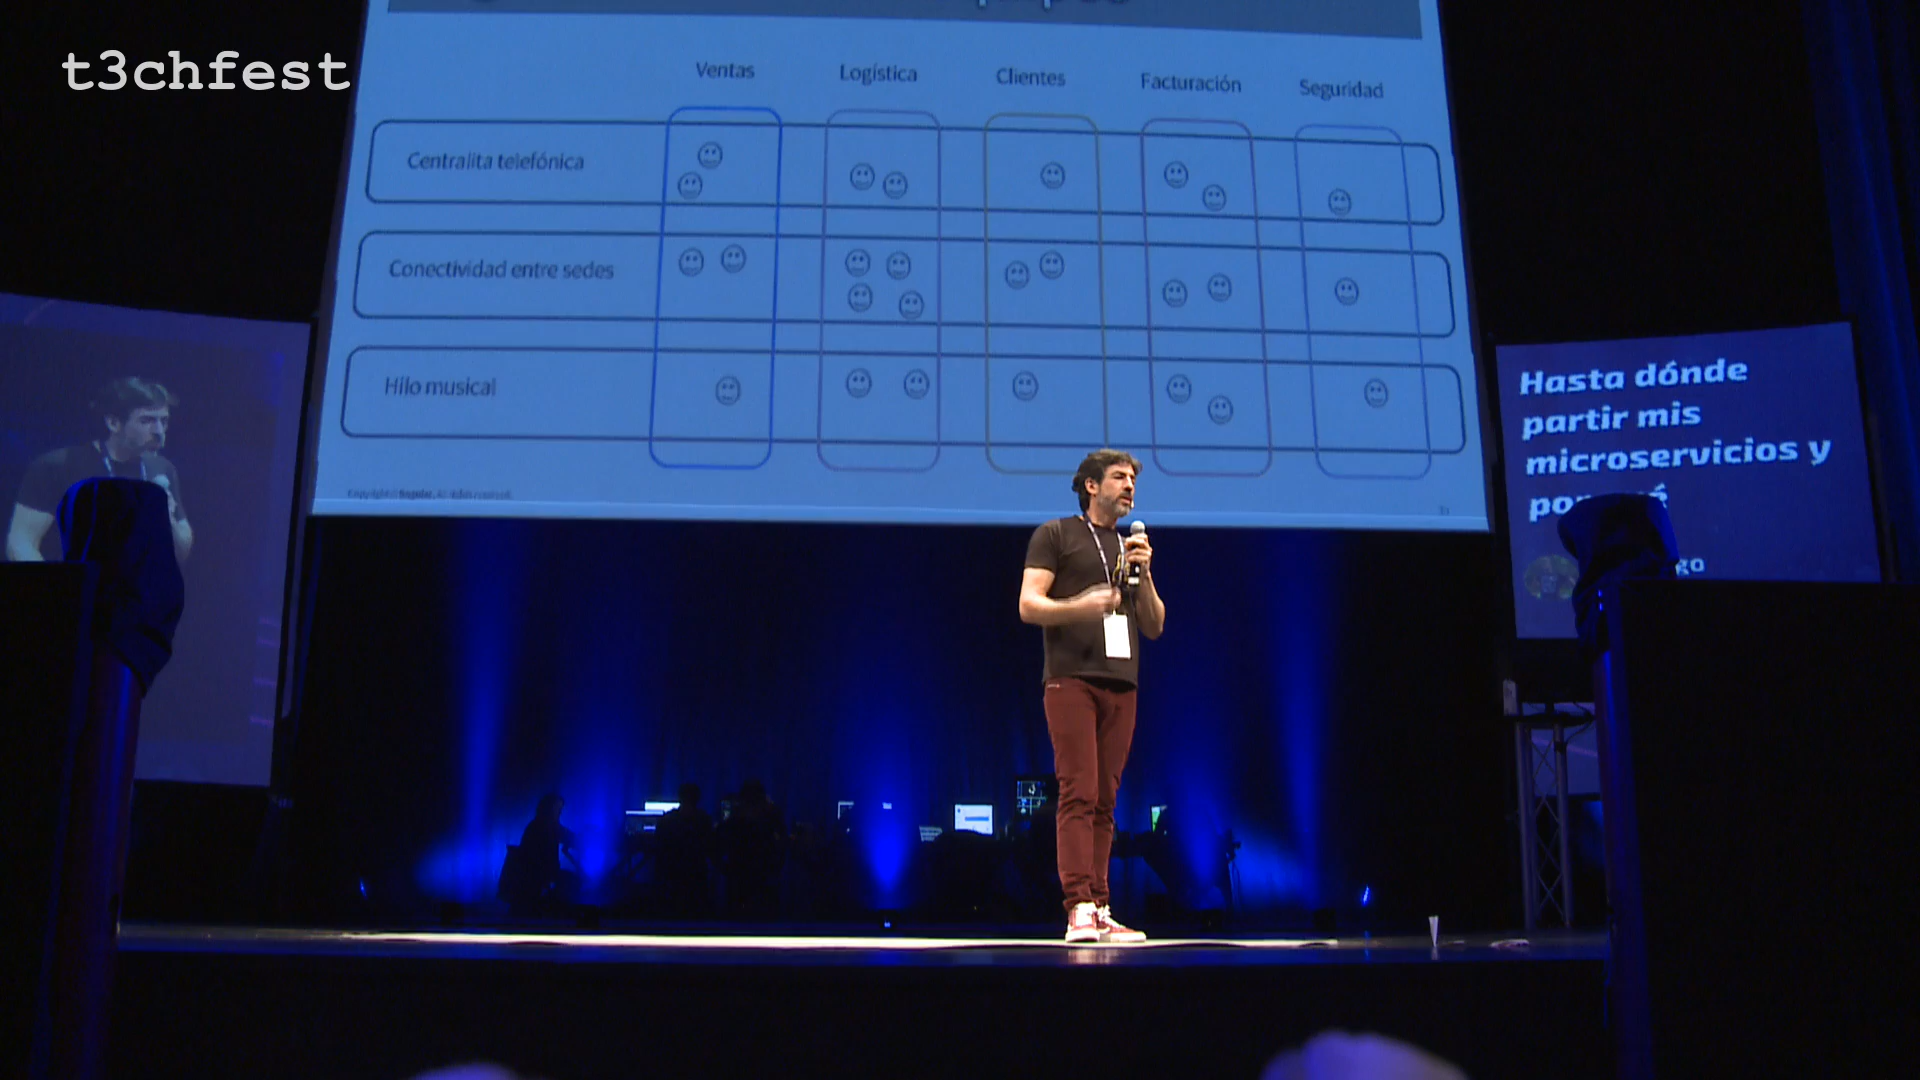 t3chfest
Ventas
Logística
Clientes
Facturación
Seguridad
Centralita telefónica
Conectividad entre sedes
Hilo musical
Hasta dónde
partir mis
microservicios y